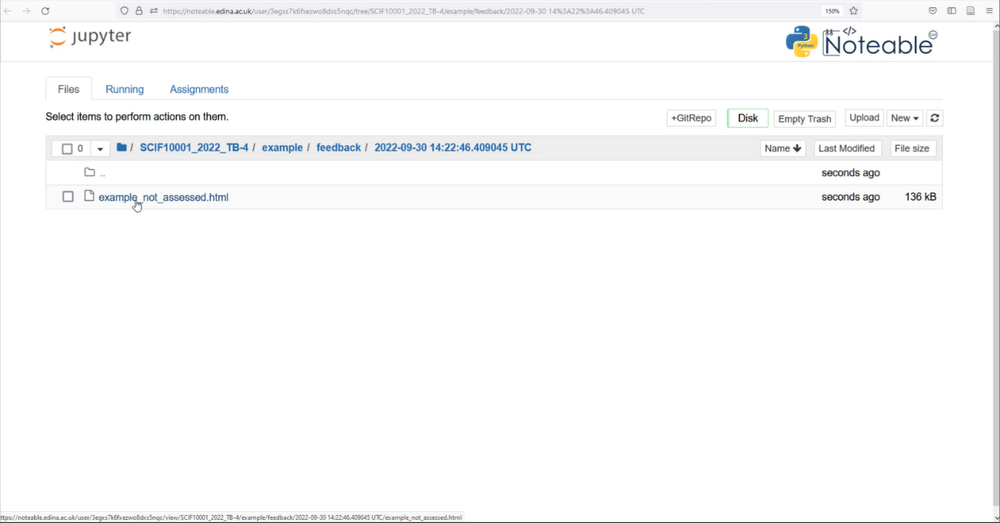 https://noteable.edina.ac.uk/user/3egxs7k6fxezwo8dxs5nqc/tree/SCIF10001_2022_TB-4/example/feedback/2022-09-30 14%3A22%3A46.409045 UTC 150%
jupyter 3 Python </> Noteable
Files Running Assignments
Select items to perform actions on them. +GitRepo Disk Empty Trash Upload New
0 / SCIF10001_2022_TB-4 / example / feedback / 2022-09-30 14:22:46.409045 UTC Name Last Modified File size
.. seconds ago
example_not_assessed.html seconds ago 136 kB
ttps://noteable.edina.ac.uk/user/3egxs7k6fxezwo8dxs5nqc/view/SCIF10001_2022_TB-4/example/feedback/2022-09-30 14:22:46.409045 UTC/example_not_assessed.html